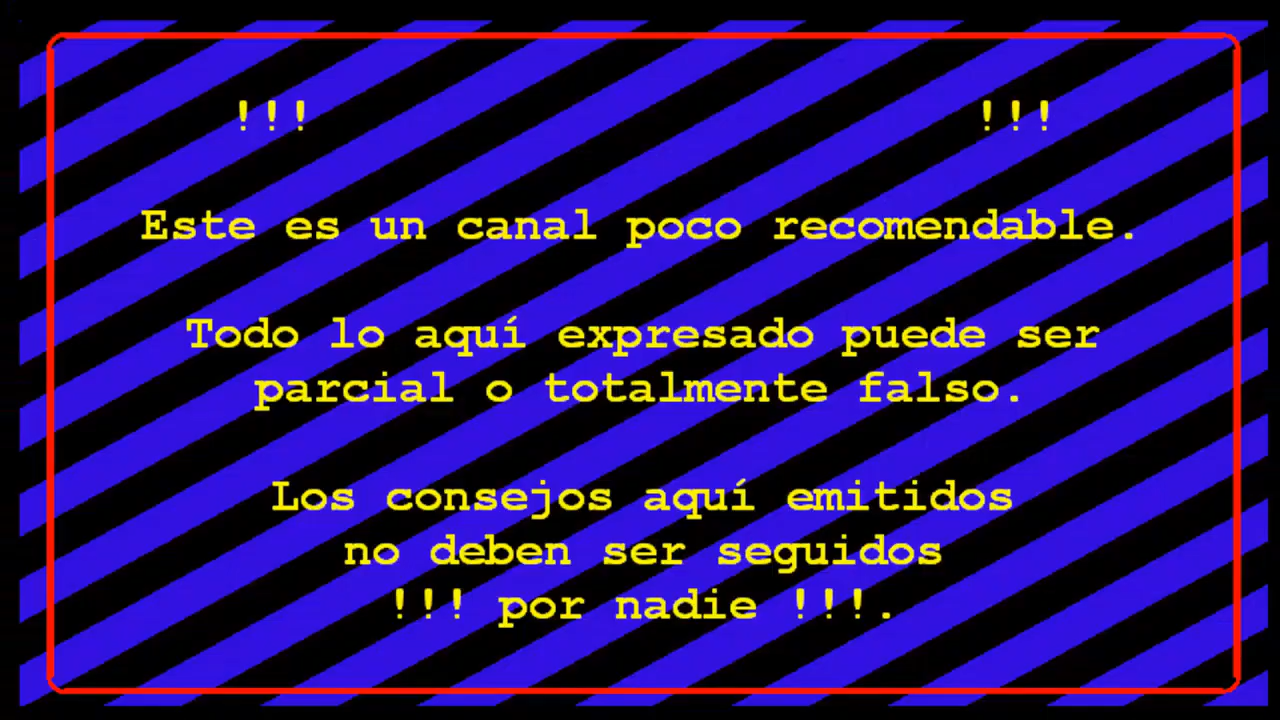 !!! !!!
Este es un canal poco recomendable.
Todo lo aquí expresado puede ser
parcial o totalmente falso.
Los consejos aquí emitidos
no deben ser seguidos
!!! por nadie !!!.